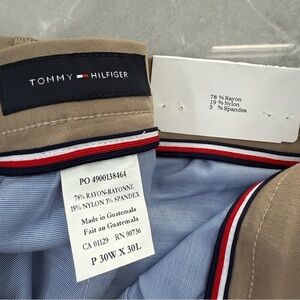 TOMMY HILFIGER
78 % Rayon
19 % Nylon
3 % Spandex
PO 4900138464
78% RAYON-RAYONNE
19% NYLON 3% SPANDEX
Made in Guatemala
Fait au Guatemala
CA 01129 RN 90736
P 30W X 30L